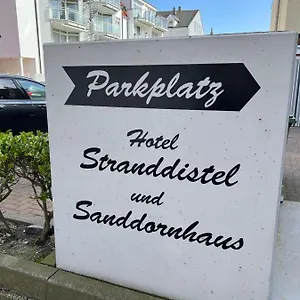 Parkplatz
Hotel
Stranddistel
und
Sanddornhaus